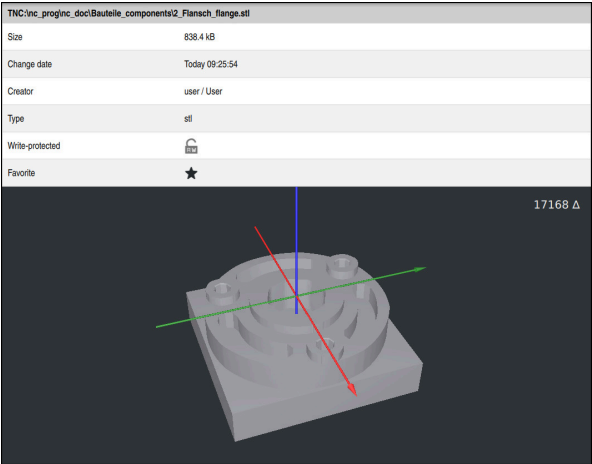 TNC:\nc_prog\nc_doc\Bauteile_components\2_Flansch_flange.stl
Size 838.4 kB
Change date Today 09:25:54
Creator user / User
Type stl
Write-protected
Favorite
17168 Δ